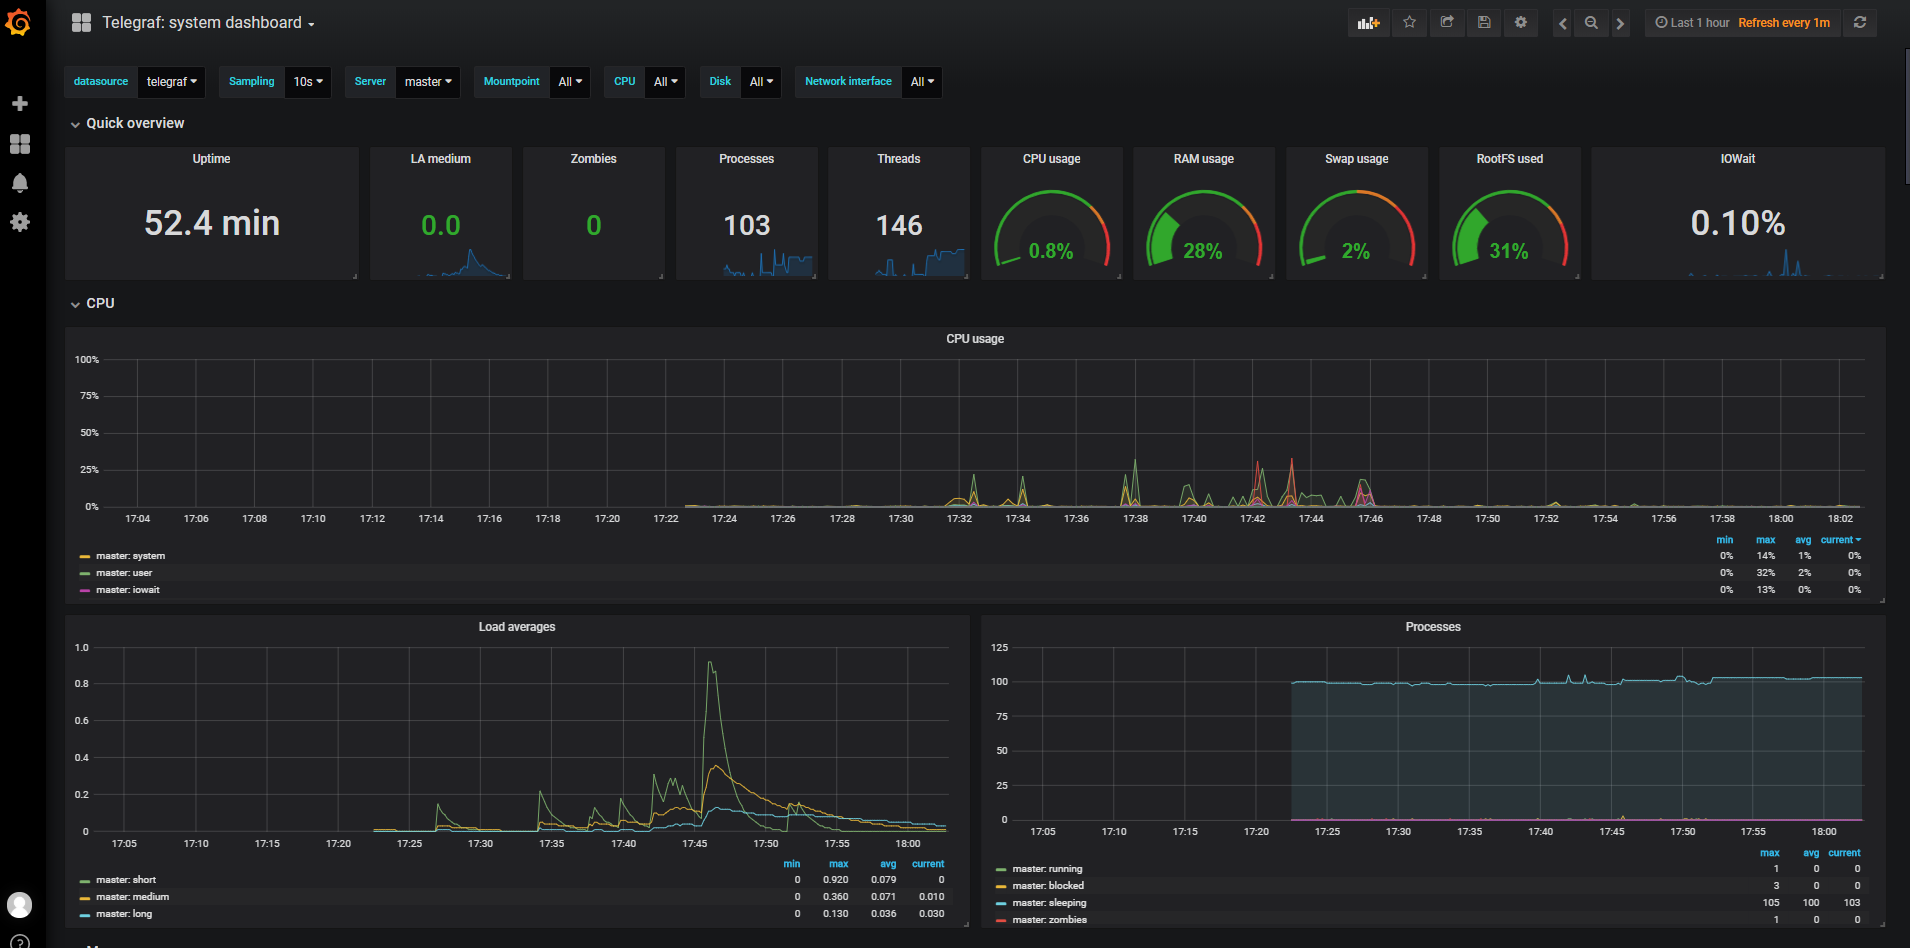 Telegraf: system dashboard
Last 1 hour Refresh every 1m
datasource telegraf Sampling 10s Server master Mountpoint All CPU All Disk All Network interface All
Quick overview
Uptime
52.4 min
LA medium
0.0
Zombies
0
Processes
103
Threads
146
CPU usage
0.8%
RAM usage
28%
Swap usage
2%
RootFS used
31%
IOWait
0.10%
CPU
CPU usage
100%
75%
50%
25%
0%
17:04 17:06 17:08 17:10 17:12 17:14 17:16 17:18 17:20 17:22 17:24 17:26 17:28 17:30 17:32 17:34 17:36 17:38 17:40 17:42 17:44 17:46 17:48 17:50 17:52 17:54 17:56 17:58 18:00 18:02
min max avg current
master: system 0% 14% 1% 0%
master: user 0% 32% 2% 0%
master: iowait 0% 13% 0% 0%
Load averages
1.0
0.8
0.6
0.4
0.2
0
17:05 17:10 17:15 17:20 17:25 17:30 17:35 17:40 17:45 17:50 17:55 18:00
min max avg current
master: short 0 0.920 0.079 0
master: medium 0 0.360 0.071 0.010
master: long 0 0.130 0.036 0.030
Processes
125
100
75
50
25
0
17:05 17:10 17:15 17:20 17:25 17:30 17:35 17:40 17:45 17:50 17:55 18:00
max avg current
master: running 1 0 0
master: blocked 3 0 0
master: sleeping 105 100 103
master: zombies 1 0 0